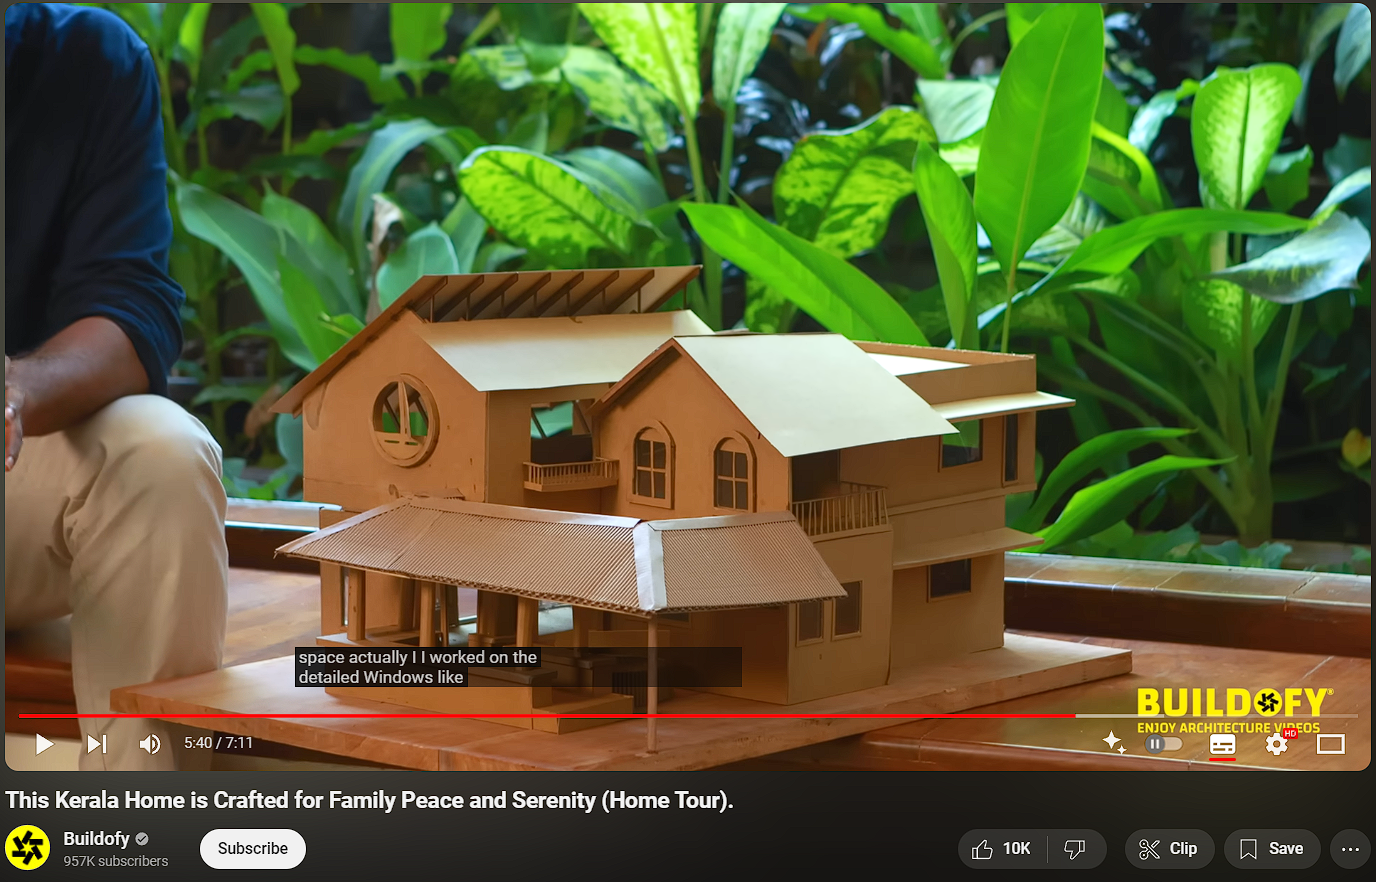 space actually I I worked on the
detailed Windows like
BUILDOFY®
ENJOY ARCHITECTURE VIDEOS
5:40 / 7:11
HD
This Kerala Home is Crafted for Family Peace and Serenity (Home Tour).
Buildofy
957K subscribers
Subscribe
10K
Clip
Save